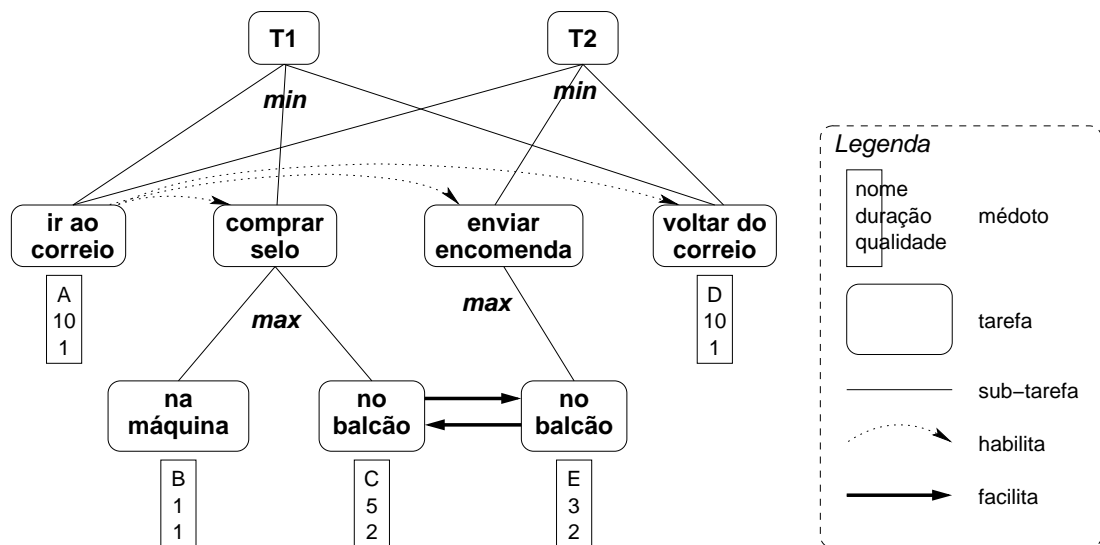 T1
T2
min
min
ir ao
correio
comprar
selo
enviar
encomenda
voltar do
correio
A
10
1
D
10
1
max
max
na
máquina
no
balcão
no
balcão
B
1
1
C
5
2
E
3
2
Legenda
nome
duração
qualidade
médoto
tarefa
sub−tarefa
habilita
facilita